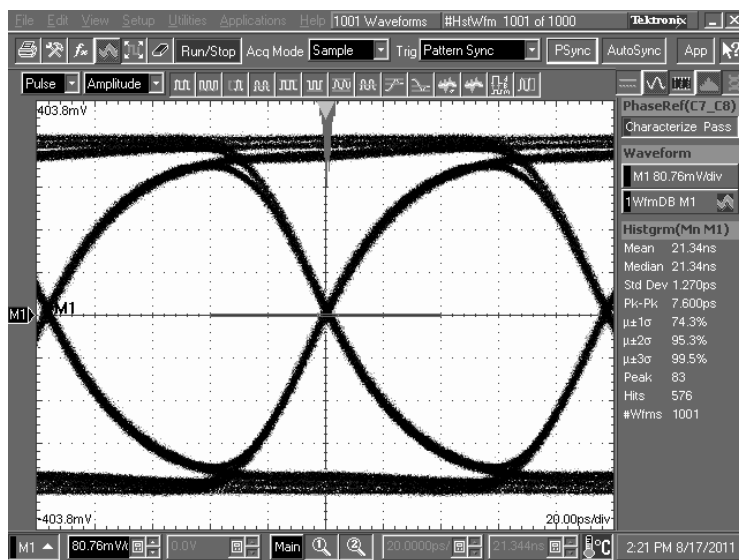 File Edit View Setup Utilities Applications Help 1001 Waveforms #HstWfm 1001 of 1000 Tektronix
Run/Stop Acq Mode Sample Trig Pattern Sync PSync AutoSync App
Pulse Amplitude
403.8mV
PhaseRef(C7_C8)
Characterize Pass
Waveform
M1 80.76mV/div
1 WfmDB M1
Histgrm(Mn M1)
Mean 21.34ns
Median 21.34ns
Std Dev 1.270ps
Pk-Pk 7.600ps
µ±1σ 74.3%
µ±2σ 95.3%
µ±3σ 99.5%
Peak 83
Hits 576
#Wfms 1001
M1 M1
-403.8mV 20.00ps/div
M1 80.76mV/ 0.0V Main 1 2 20.0000ps/ 21.344ns °C 2:21 PM 8/17/2011